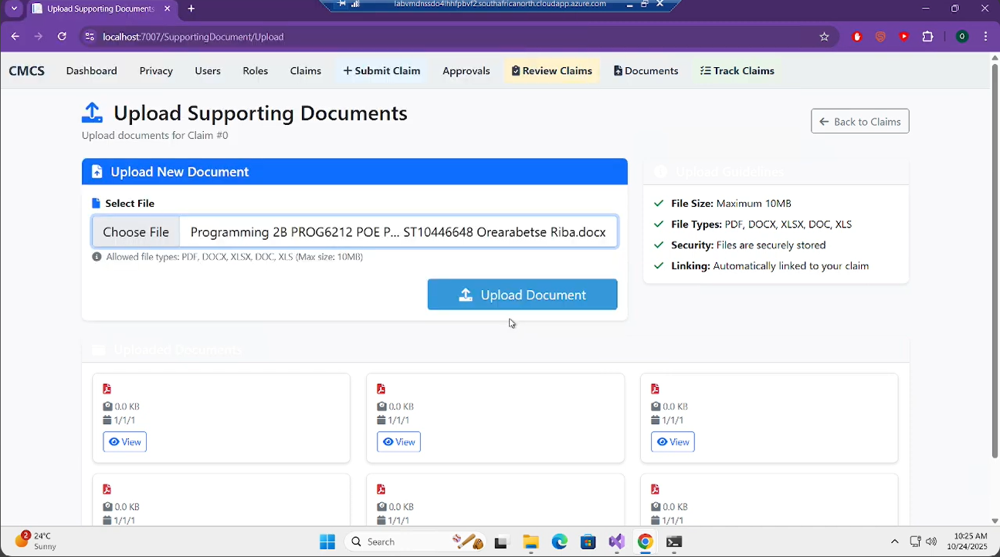 Upload Supporting Documents
labvmdnssdo4lhhfpbvf2.southafricanorth.cloudapp.azure.com
localhost:7007/SupportingDocument/Upload
O
CMCS Dashboard Privacy Users Roles Claims Submit Claim Approvals Review Claims Documents Track Claims
Upload Supporting Documents
Upload documents for Claim #0
Back to Claims
Upload New Document
Select File
Choose File Programming 2B PROG6212 POE P... ST10446648 Orearabetse Riba.docx
Allowed file types: PDF, DOCX, XLSX, DOC, XLS (Max size: 10MB)
Upload Document
Upload Guidelines
File Size: Maximum 10MB
File Types: PDF, DOCX, XLSX, DOC, XLS
Security: Files are securely stored
Linking: Automatically linked to your claim
Uploaded Documents
0.0 KB
1/1/1
View
0.0 KB
1/1/1
View
0.0 KB
1/1/1
View
0.0 KB
1/1/1
0.0 KB
1/1/1
0.0 KB
1/1/1
2
24°C
Sunny
Search
10:25 AM
10/24/2025